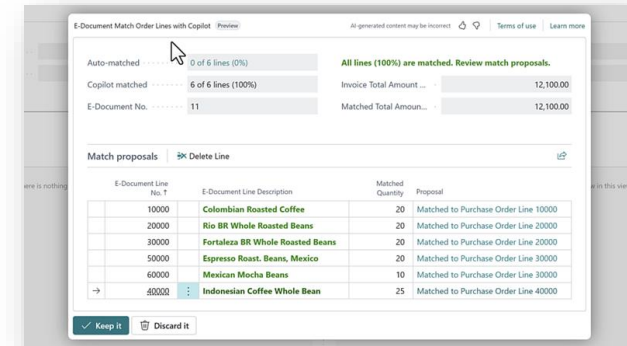 E-Document Match Order Lines with Copilot Preview
AI-generated content may be incorrect Terms of use Learn more
Auto-matched 0 of 6 lines (0%) All lines (100%) are matched. Review match proposals.
Copilot matched 6 of 6 lines (100%) Invoice Total Amount ... 12,100.00
E-Document No. 11 Matched Total Amoun... 12,100.00
Match proposals Delete Line
E-Document Line No.↑ E-Document Line Description Matched Quantity Proposal
10000 Colombian Roasted Coffee 20 Matched to Purchase Order Line 10000
20000 Rio BR Whole Roasted Beans 20 Matched to Purchase Order Line 20000
30000 Fortaleza BR Whole Roasted Beans 20 Matched to Purchase Order Line 20000
50000 Espresso Roast. Beans, Mexico 20 Matched to Purchase Order Line 30000
60000 Mexican Mocha Beans 10 Matched to Purchase Order Line 30000
40000 Indonesian Coffee Whole Bean 25 Matched to Purchase Order Line 40000
Keep it Discard it
ere is nothing
w in this vie